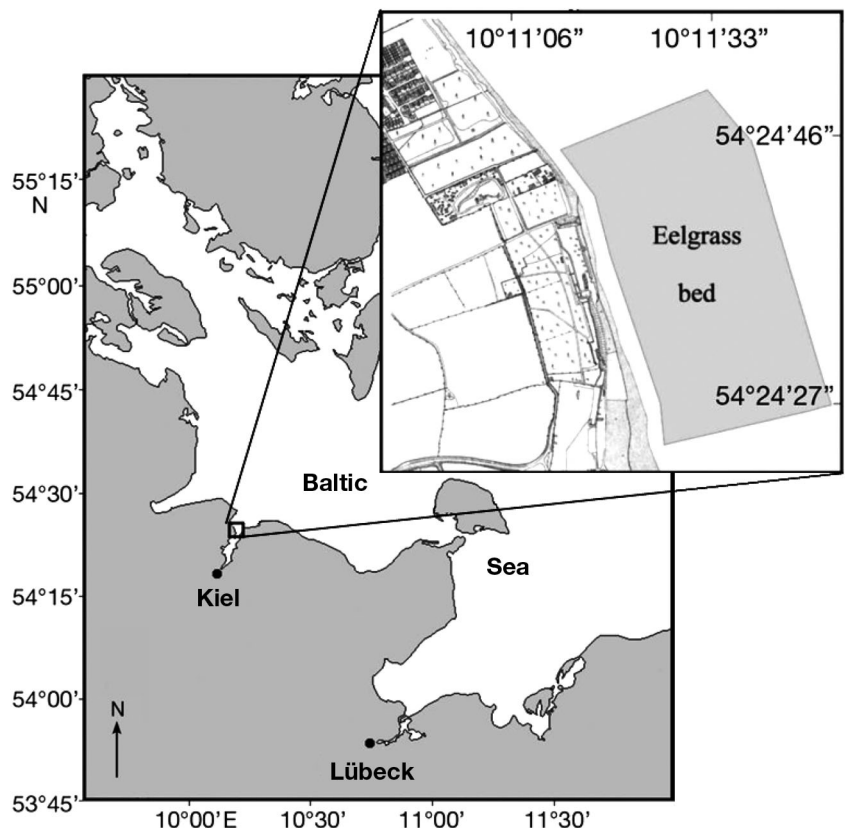 10°11’06” 10°11’33”
54°24’46”
Eelgrass
bed
54°24’27”
55°15’
N
55°00’
54°45’
54°30’
54°15’
54°00’
53°45’
Baltic
Sea
Kiel
Lübeck
N
10°00’E 10°30’ 11°00’ 11°30’